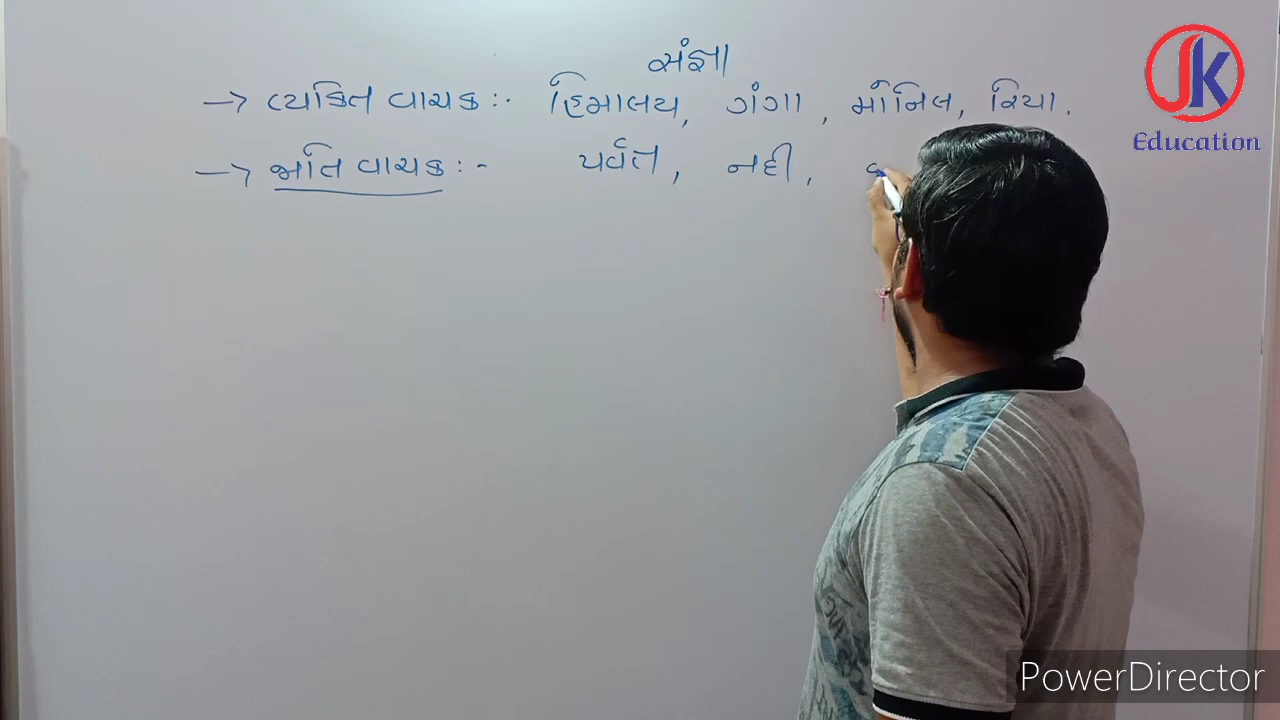 સંજ્ઞા
→ વ્યકિત વાચક :- હિમાલય, ગંગા, મૌનિલ, રિયા.
→ જાતિ વાચક :- પર્વત, નદી,
JK
Education
PowerDirector